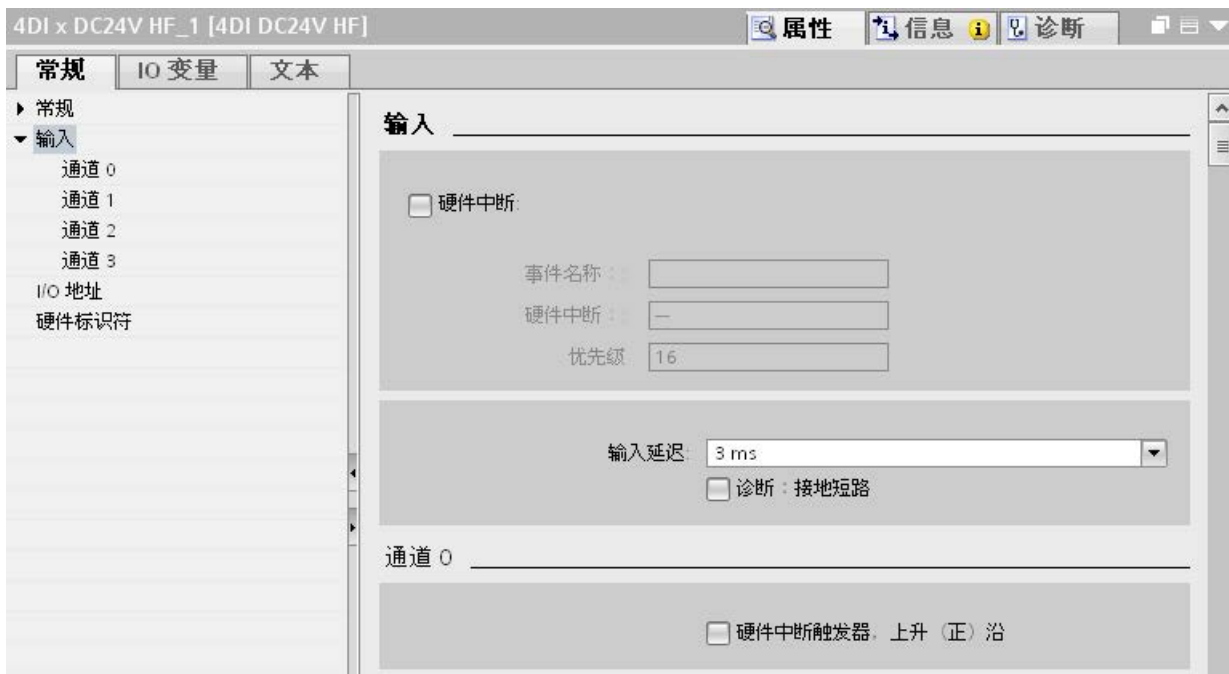 4DI x DC24V HF_1 [4DI DC24V HF]
属性
信息
诊断
常规
IO 变量
文本
常规
输入
通道 0
通道 1
通道 2
通道 3
I/O 地址
硬件标识符
输入
硬件中断:
事件名称::
硬件中断::
—
优先级
16
输入延迟:
3 ms
诊断：接地短路
通道 0
硬件中断触发器，上升（正）沿